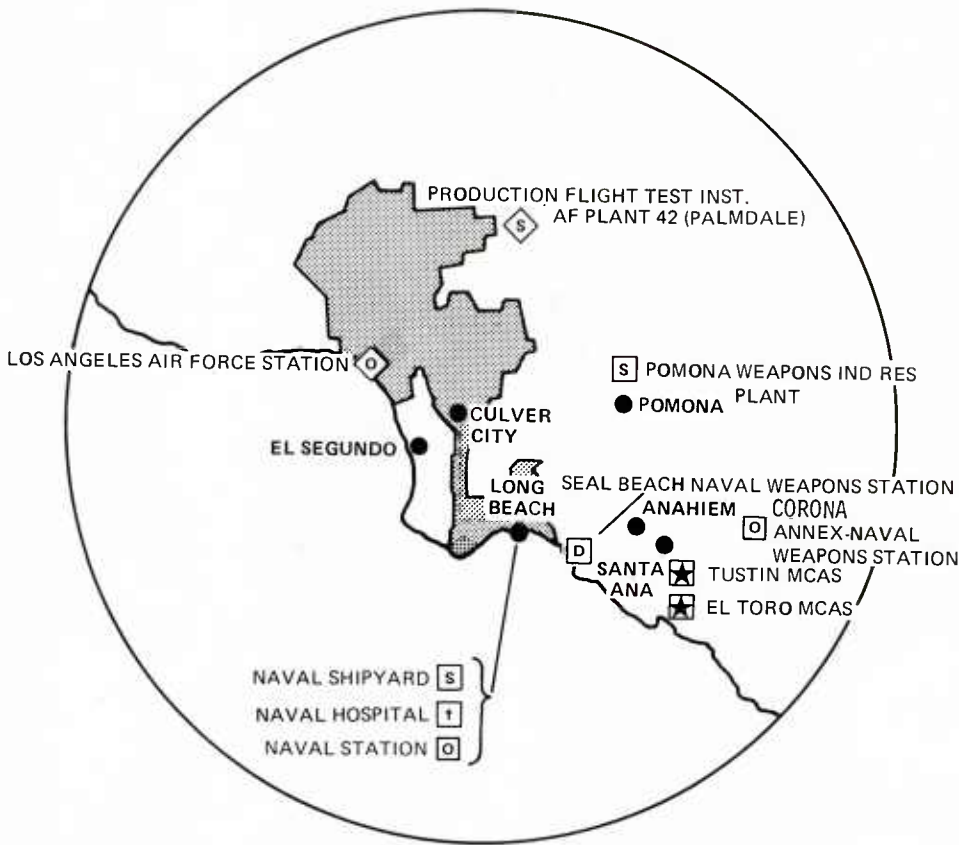 PRODUCTION FLIGHT TEST INST.
AF PLANT 42 (PALMDALE)
S
LOS ANGELES AIR FORCE STATION
O
S
POMONA WEAPONS IND RES
PLANT
POMONA
CULVER
CITY
EL SEGUNDO
LONG
BEACH
SEAL BEACH NAVAL WEAPONS STATION
ANAHIEM
O
CORONA
ANNEX-NAVAL
WEAPONS STATION
D
SANTA
ANA
TUSTIN MCAS
EL TORO MCAS
NAVAL SHIPYARD S
NAVAL HOSPITAL †
NAVAL STATION O